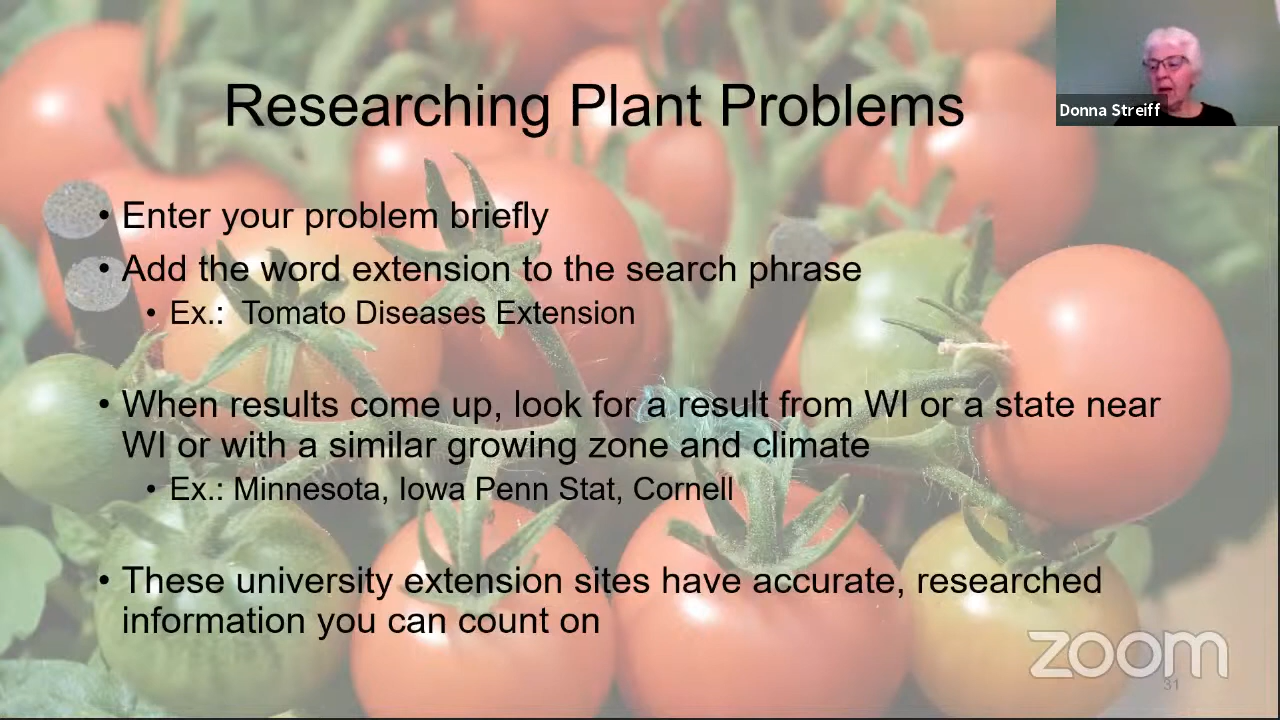 Researching Plant Problems
Donna Streiff
• Enter your problem briefly
• Add the word extension to the search phrase
• Ex.:  Tomato Diseases Extension
• When results come up, look for a result from WI or a state near
WI or with a similar growing zone and climate
• Ex.: Minnesota, Iowa Penn Stat, Cornell
• These university extension sites have accurate, researched
information you can count on
zoom
31